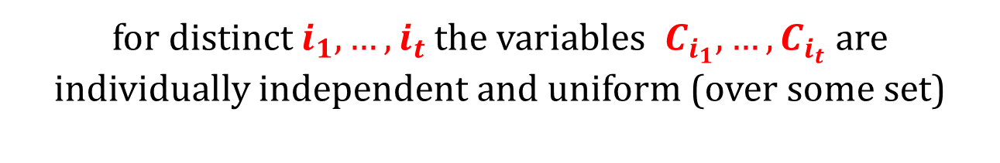 for distinct i₁, … , iₜ the variables C_{i₁}, … , C_{iₜ} are
individually independent and uniform (over some set)